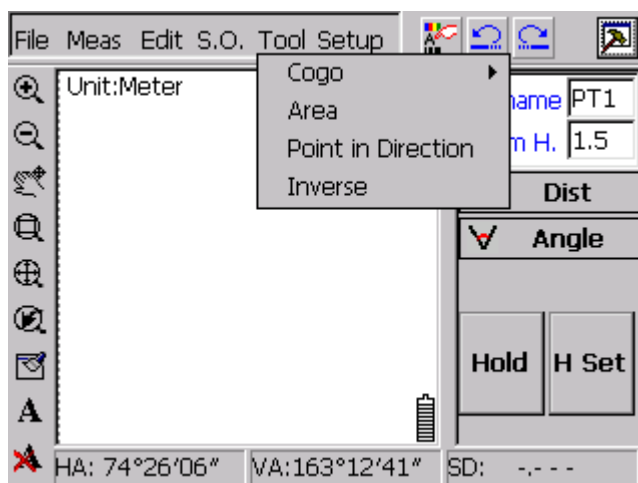 File Meas Edit S.O. Tool Setup
Unit:Meter
Cogo
Area
Point in Direction
Inverse
name PT1
H. 1.5
Dist
Angle
Hold H Set
A
HA: 74°26'06" VA:163°12'41" SD: -.- - -